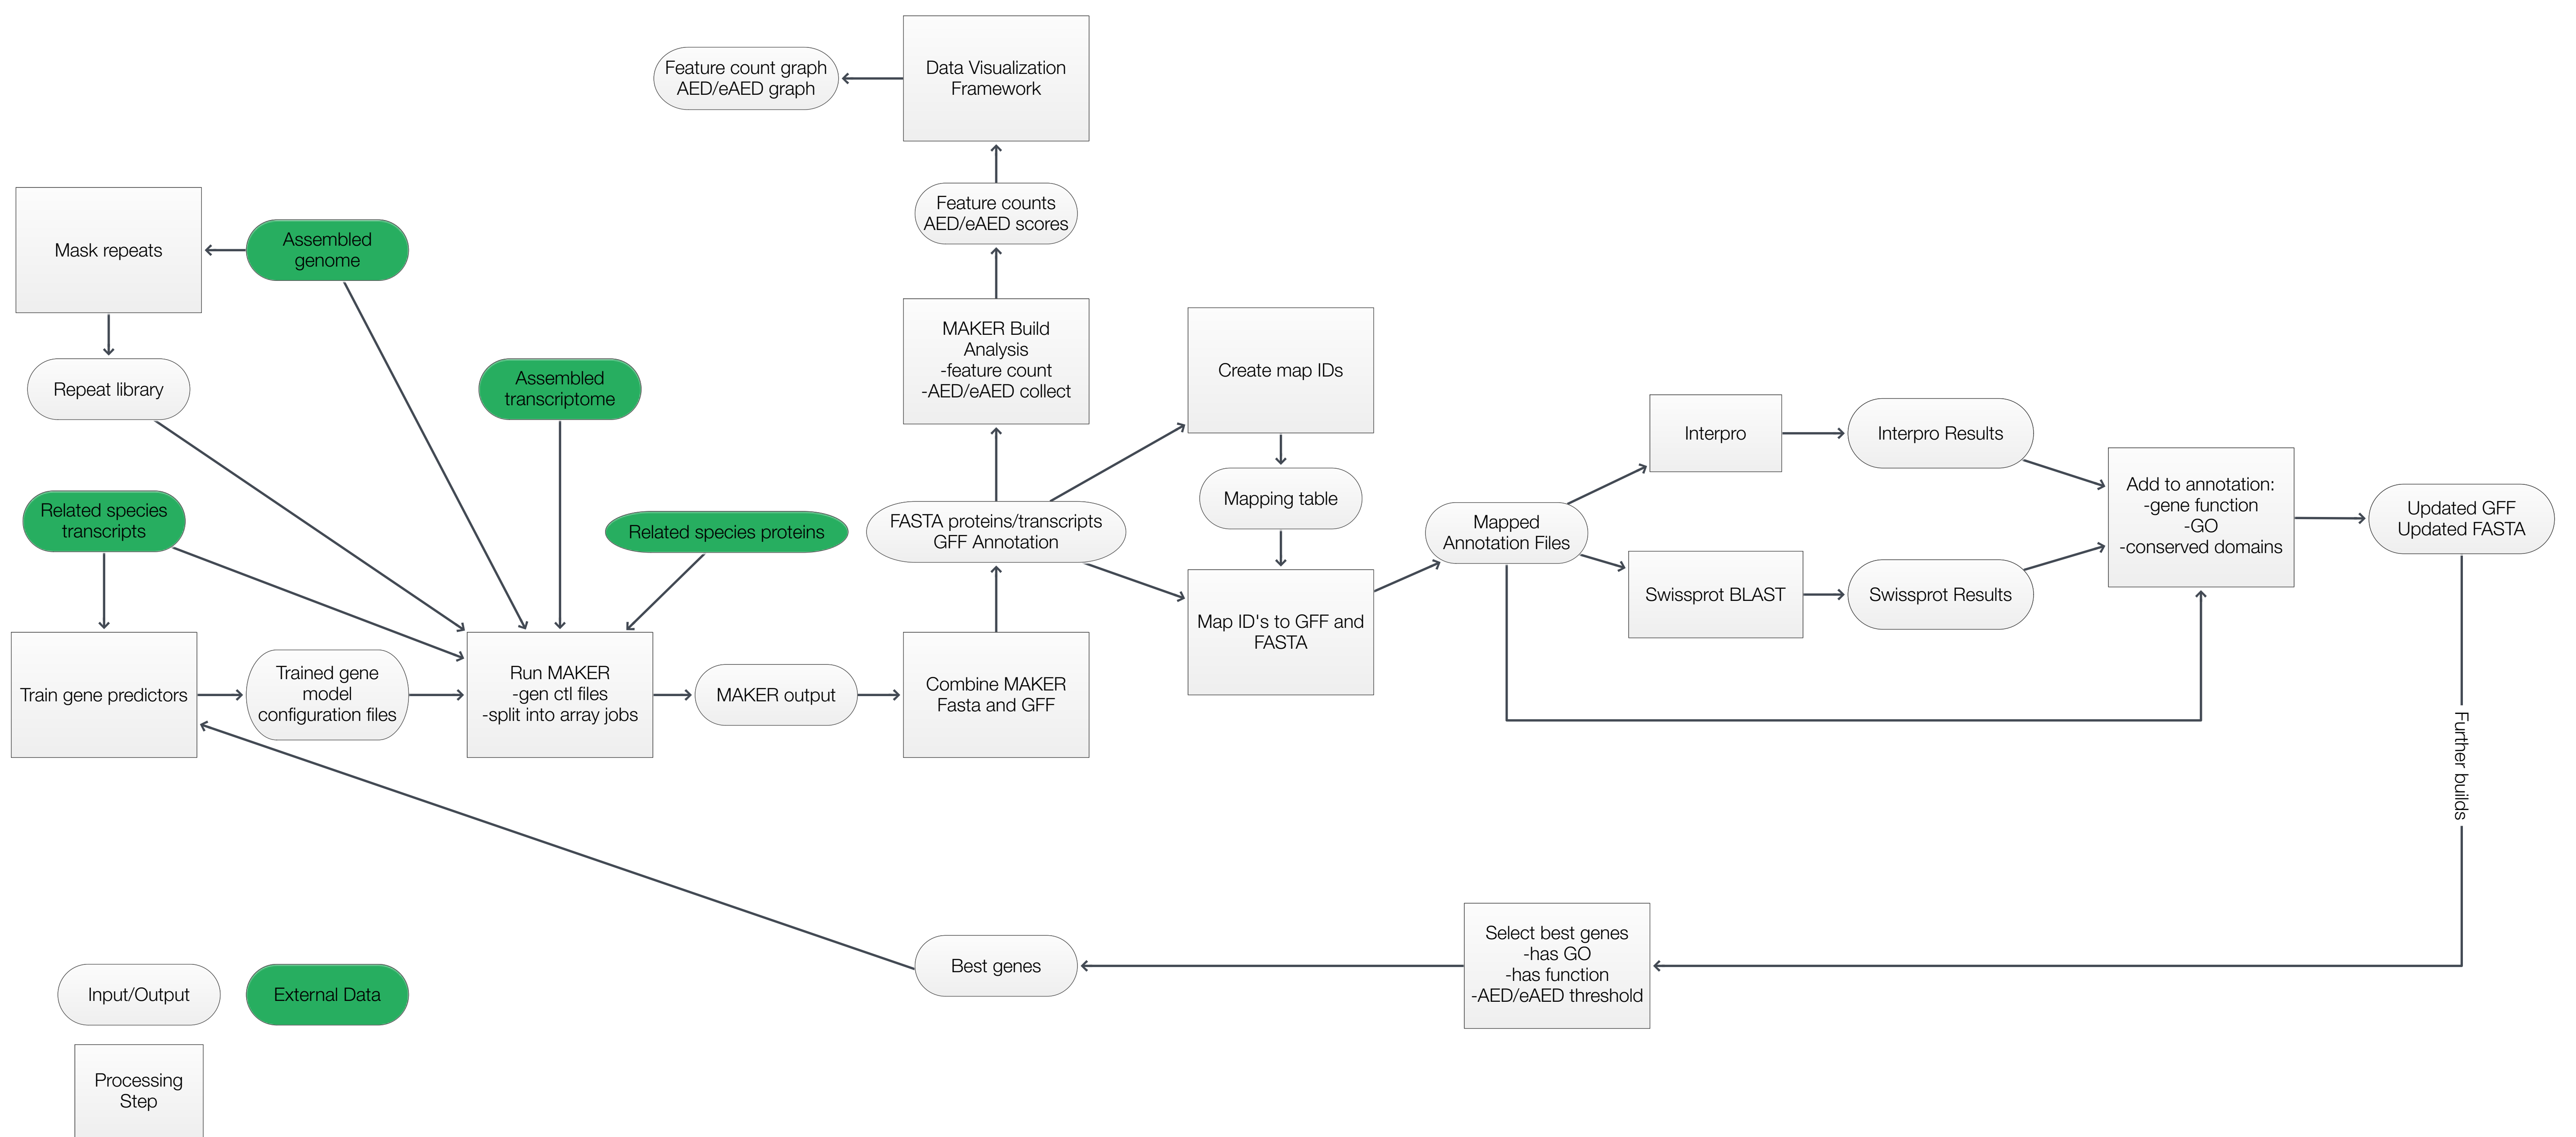 Feature count graph
AED/eAED graph
Data Visualization
Framework
Feature counts
AED/eAED scores
Mask repeats
Assembled
genome
MAKER Build
Analysis
-feature count
-AED/eAED collect
Create map IDs
Repeat library
Assembled
transcriptome
Interpro
Interpro Results
Related species
transcripts
Related species proteins
FASTA proteins/transcripts
GFF Annotation
Mapping table
Mapped
Annotation Files
Add to annotation:
-gene function
-GO
-conserved domains
Updated GFF
Updated FASTA
Swissprot BLAST
Swissprot Results
Map ID's to GFF and
FASTA
Train gene predictors
Trained gene
model
configuration files
Run MAKER
-gen ctl files
-split into array jobs
MAKER output
Combine MAKER
Fasta and GFF
Further builds
Best genes
Select best genes
-has GO
-has function
-AED/eAED threshold
Input/Output
External Data
Processing
Step